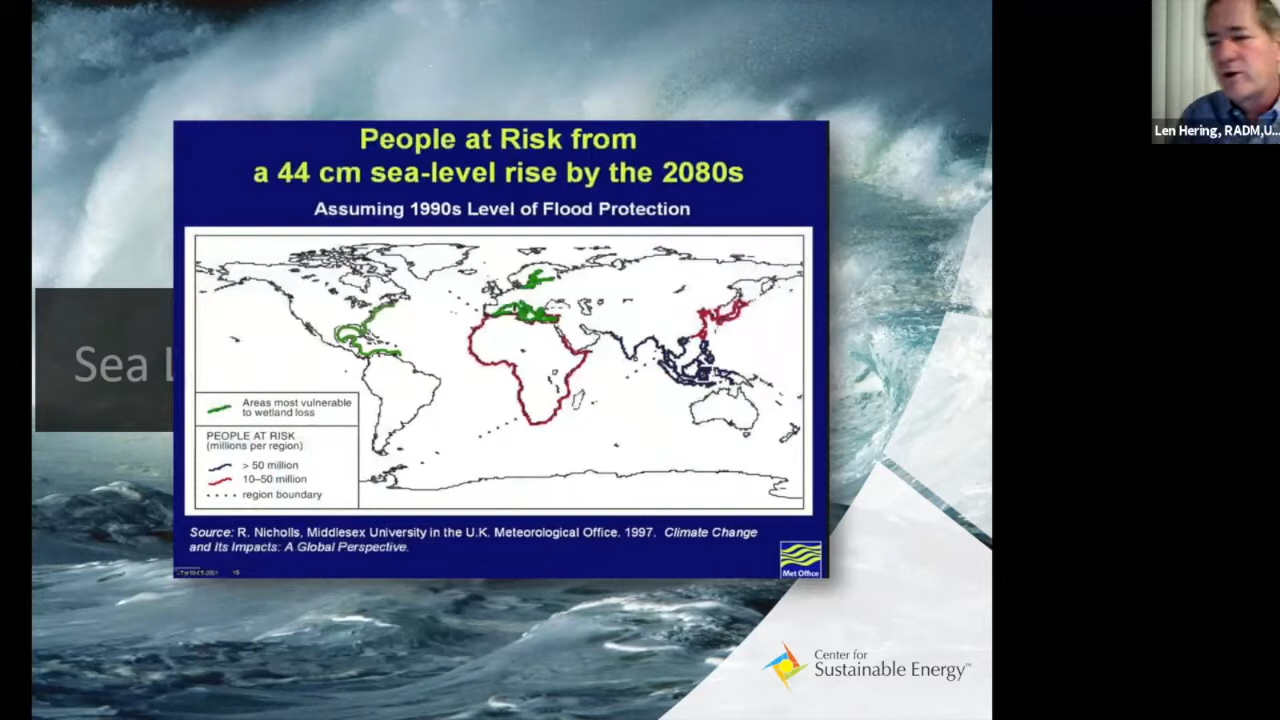 People at Risk from
a 44 cm sea-level rise by the 2080s
Assuming 1990s Level of Flood Protection
Sea L
Areas most vulnerable
to wetland loss
PEOPLE AT RISK
(millions per region)
> 50 million
10–50 million
region boundary
Source: R. Nicholls, Middlesex University in the U.K. Meteorological Office. 1997. Climate Change
and Its Impacts: A Global Perspective.
Met Office
Center for
Sustainable Energy™
Len Hering, RADM,U...